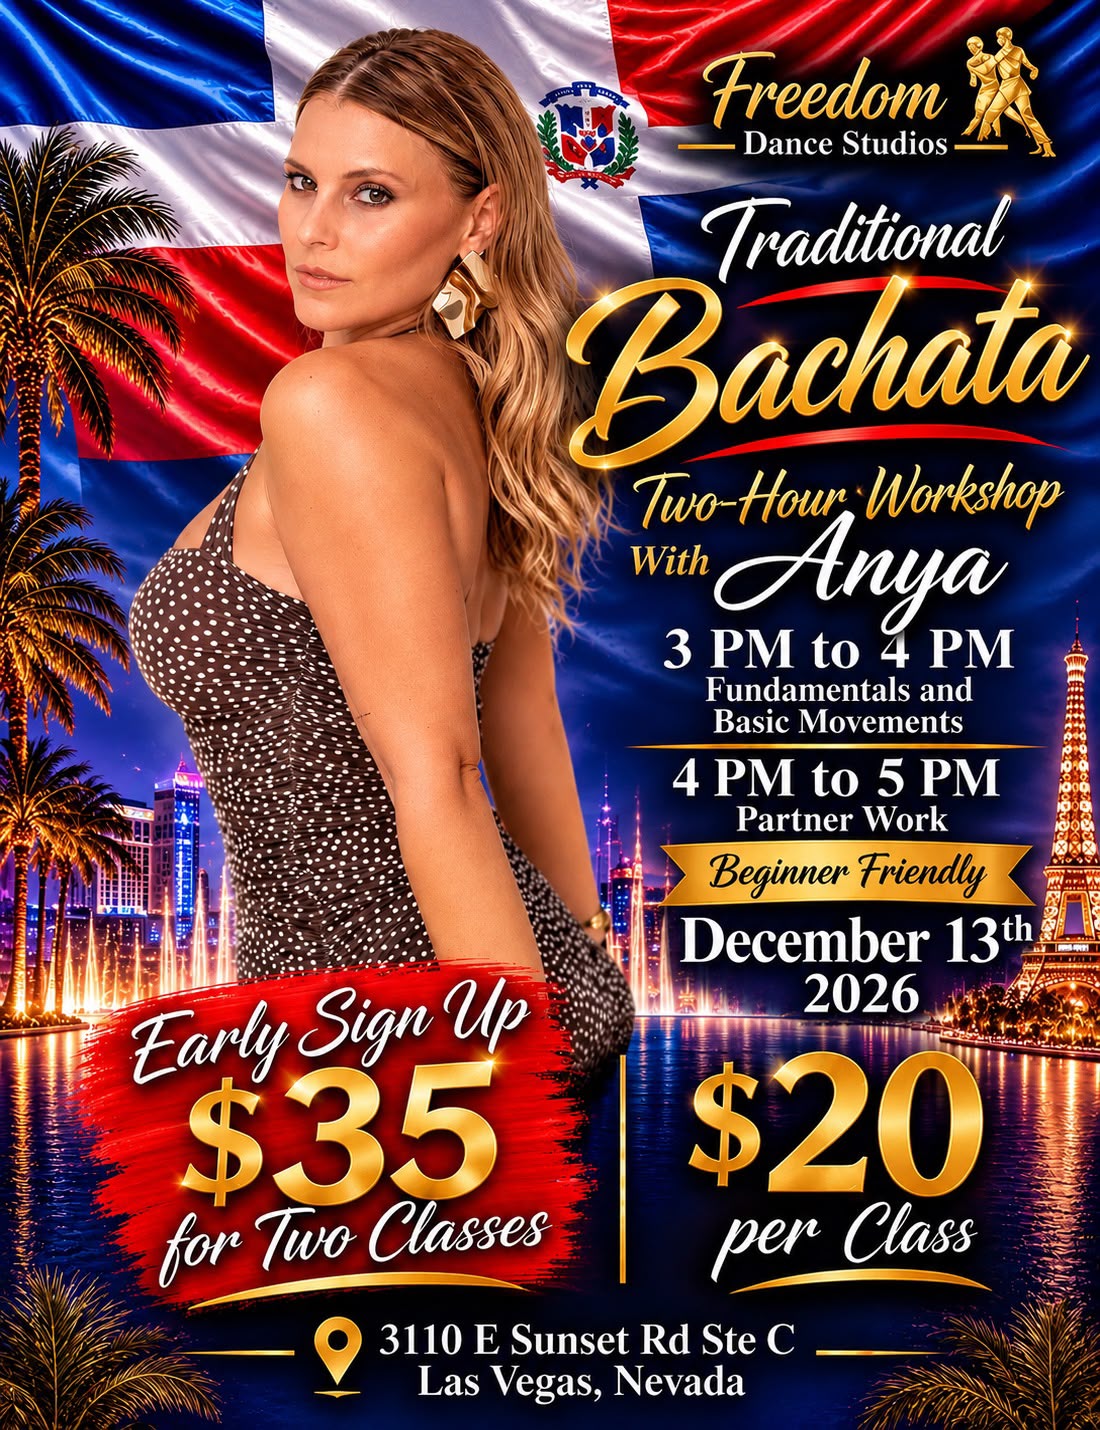 Freedom
Dance Studios
Traditional
Bachata
Two-Hour Workshop
With Anya
3 PM to 4 PM
Fundamentals and
Basic Movements
4 PM to 5 PM
Partner Work
Beginner Friendly
December 13th
2026
Early Sign Up
$35
for Two Classes
$20
per Class
3110 E Sunset Rd Ste C
Las Vegas, Nevada